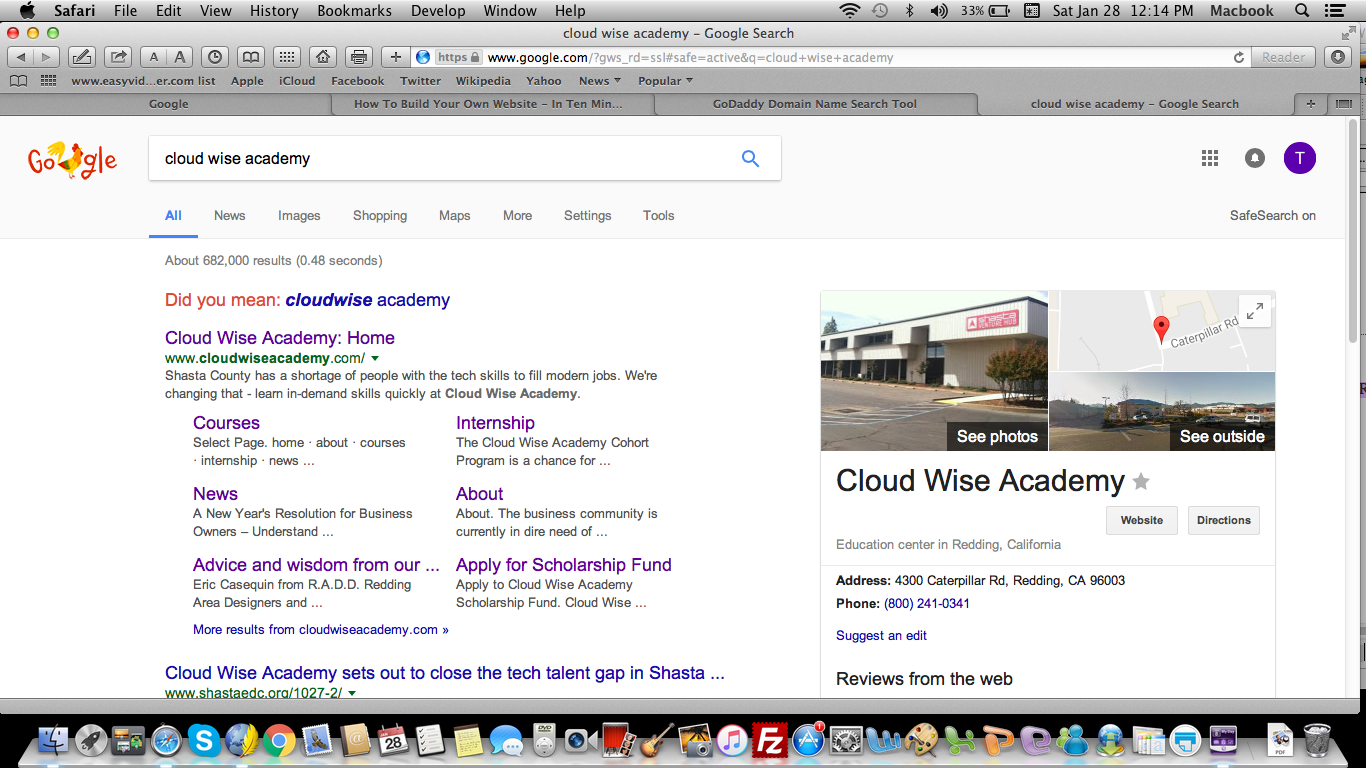 Safari File Edit View History Bookmarks Develop Window Help 33% Sat Jan 28 12:14 PM Macbook
cloud wise academy – Google Search
A A https www.google.com/?gws_rd=ssl#safe=active&q=cloud+wise+academy Reader
www.easyvid...er.com list Apple iCloud Facebook Twitter Wikipedia Yahoo News Popular
Google How To Build Your Own Website – In Ten Min... GoDaddy Domain Name Search Tool cloud wise academy – Google Search +
Google cloud wise academy T
All News Images Shopping Maps More Settings Tools SafeSearch on
About 682,000 results (0.48 seconds)
Did you mean: cloudwise academy
Cloud Wise Academy: Home
www.cloudwiseacademy.com/
Shasta County has a shortage of people with the tech skills to fill modern jobs. We're
changing that - learn in-demand skills quickly at Cloud Wise Academy.
Courses
Select Page. home · about · courses
· internship · news ...
Internship
The Cloud Wise Academy Cohort
Program is a chance for ...
News
A New Year's Resolution for Business
Owners – Understand ...
About
About. The business community is
currently in dire need of ...
Advice and wisdom from our ...
Eric Casequin from R.A.D.D. Redding
Area Designers and ...
Apply for Scholarship Fund
Apply to Cloud Wise Academy
Scholarship Fund. Cloud Wise ...
More results from cloudwiseacademy.com »
Cloud Wise Academy sets out to close the tech talent gap in Shasta ...
www.shastaedc.org/1027-2/
shasta
VENTURE HUB
Caterpillar Rd
See photos
See outside
Cloud Wise Academy
Website Directions
Education center in Redding, California
Address: 4300 Caterpillar Rd, Redding, CA 96003
Phone: (800) 241-0341
Suggest an edit
Reviews from the web
JAN
28
Fz
1
PDF